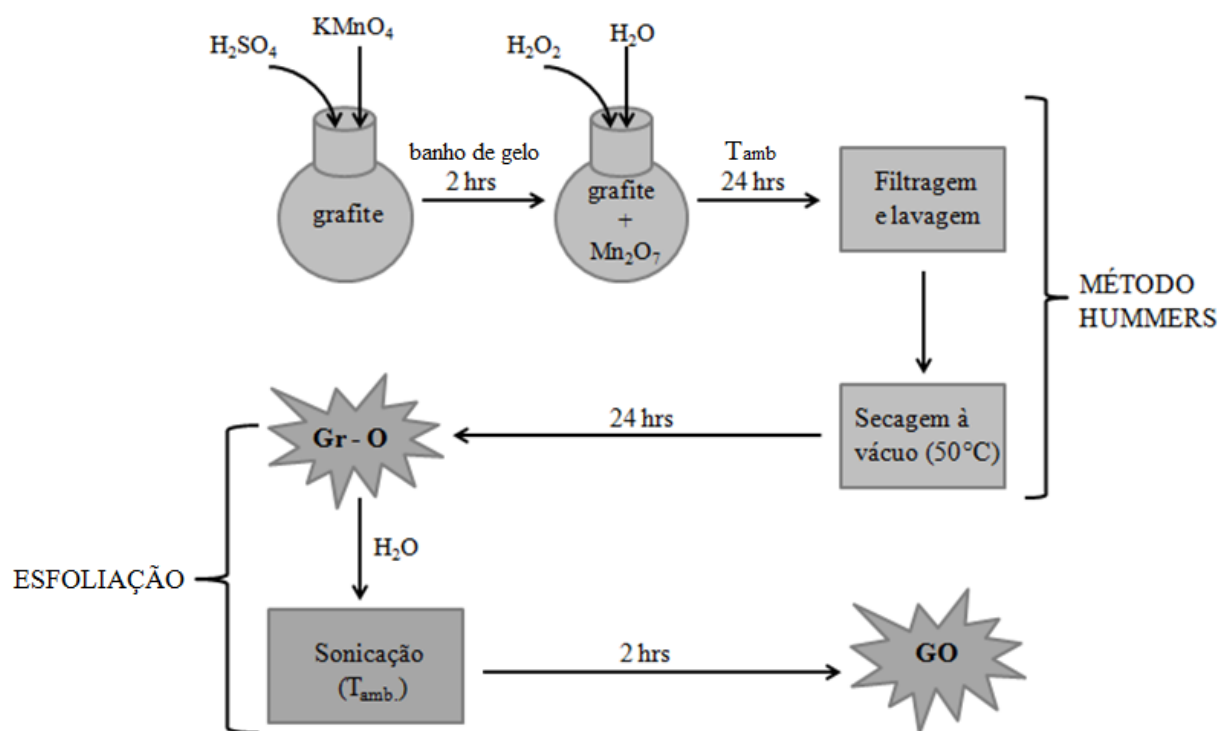 KMnO₄
H₂SO₄
H₂O₂
H₂O
grafite
banho de gelo
2 hrs
grafite
+
Mn₂O₇
Tamb
24 hrs
Filtragem
e lavagem
MÉTODO
HUMMERS
Secagem à
vácuo (50°C)
24 hrs
Gr - O
H₂O
ESFOLIAÇÃO
Sonicação
(Tamb.)
2 hrs
GO